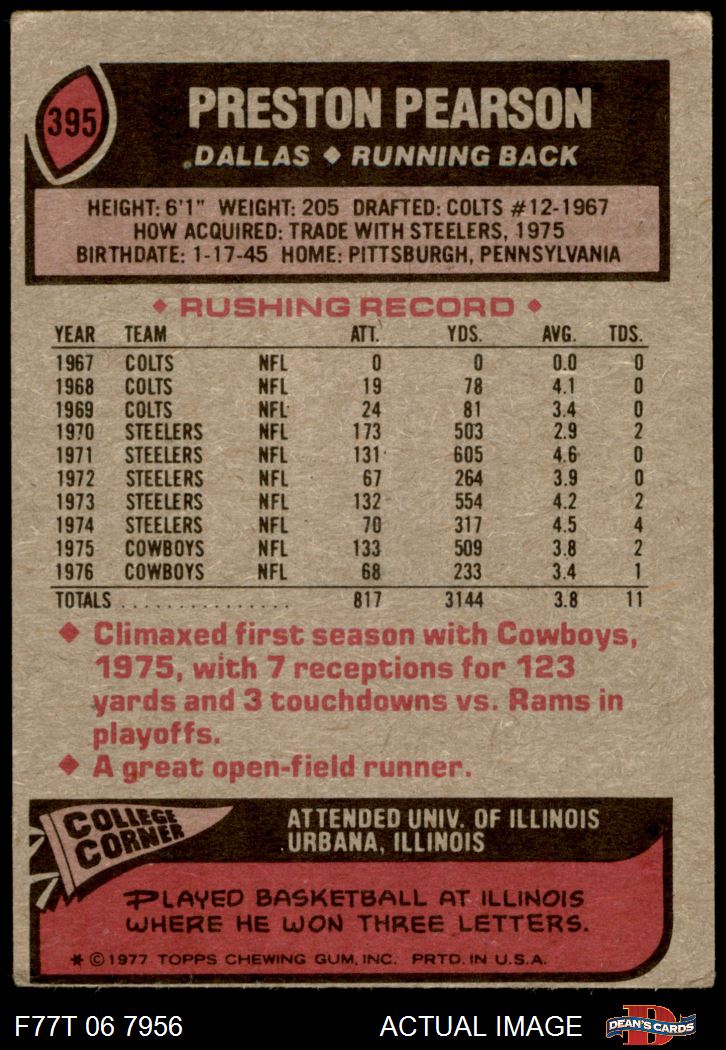 395
PRESTON PEARSON
DALLAS ◆ RUNNING BACK
HEIGHT: 6'1" WEIGHT: 205 DRAFTED: COLTS #12-1967
HOW ACQUIRED: TRADE WITH STEELERS, 1975
BIRTHDATE: 1-17-45 HOME: PITTSBURGH, PENNSYLVANIA
◆ RUSHING RECORD ◆
YEAR TEAM ATT. YDS. AVG. TDS.
1967 COLTS NFL 0 0 0.0 0
1968 COLTS NFL 19 78 4.1 0
1969 COLTS NFL 24 81 3.4 0
1970 STEELERS NFL 173 503 2.9 2
1971 STEELERS NFL 131 605 4.6 0
1972 STEELERS NFL 67 264 3.9 0
1973 STEELERS NFL 132 554 4.2 2
1974 STEELERS NFL 70 317 4.5 4
1975 COWBOYS NFL 133 509 3.8 2
1976 COWBOYS NFL 68 233 3.4 1
TOTALS ................ 817 3144 3.8 11
◆ Climaxed first season with Cowboys,
1975, with 7 receptions for 123
yards and 3 touchdowns vs. Rams in
playoffs.
◆ A great open-field runner.
COLLEGE
CORNER
ATTENDED UNIV. OF ILLINOIS
URBANA, ILLINOIS
PLAYED BASKETBALL AT ILLINOIS
WHERE HE WON THREE LETTERS.
* © 1977 TOPPS CHEWING GUM, INC. PRTD. IN U.S.A.
F77T 06 7956 ACTUAL IMAGE
D
DEAN'S CARDS